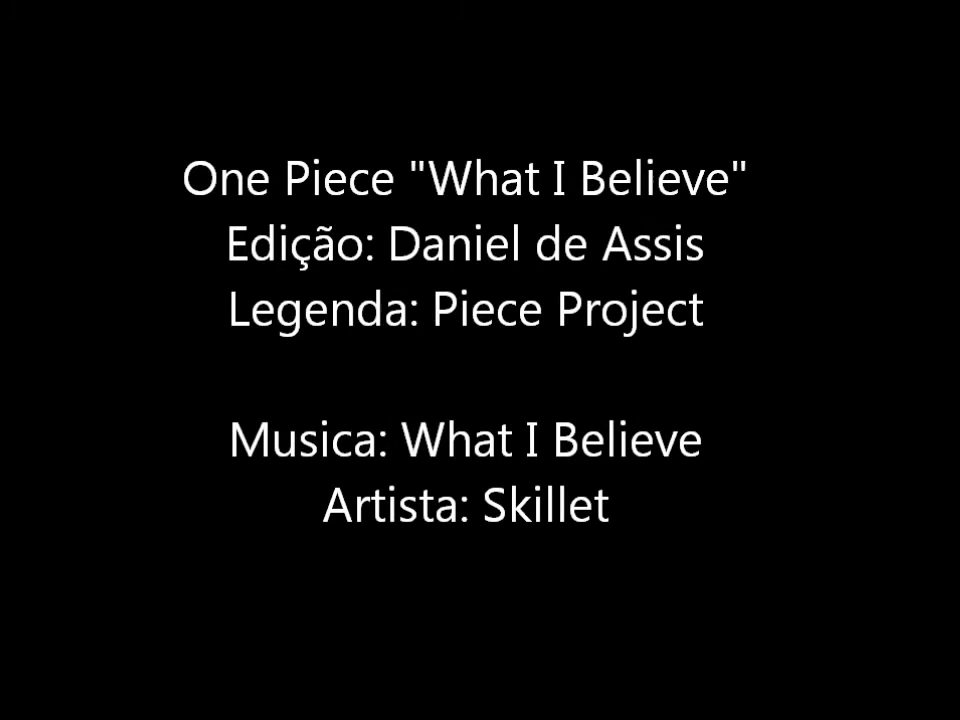 One Piece "What I Believe"
Edição: Daniel de Assis
Legenda: Piece Project
Musica: What I Believe
Artista: Skillet